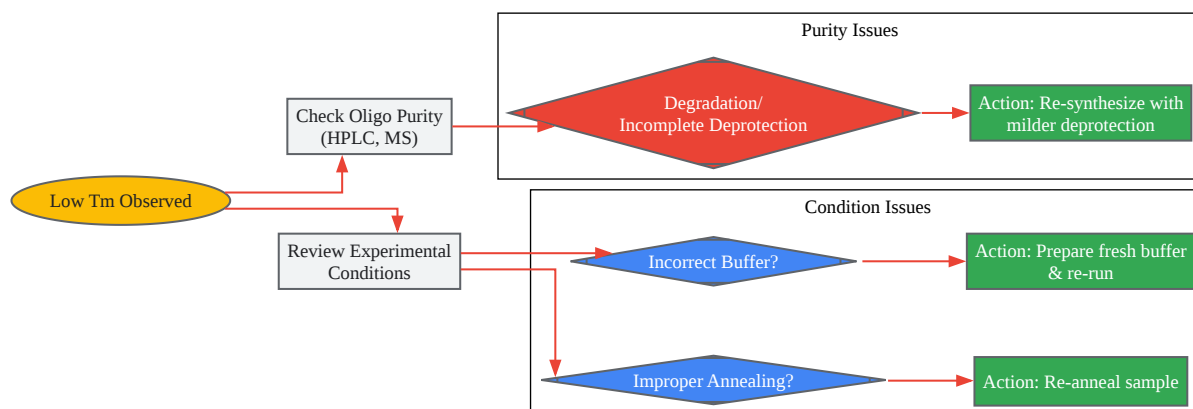 Purity Issues
Check Oligo Purity
(HPLC, MS)
Degradation/
Incomplete Deprotection
Action: Re-synthesize with
milder deprotection
Low Tm Observed
Condition Issues
Review Experimental
Conditions
Incorrect Buffer?
Action: Prepare fresh buffer
& re-run
Improper Annealing?
Action: Re-anneal sample